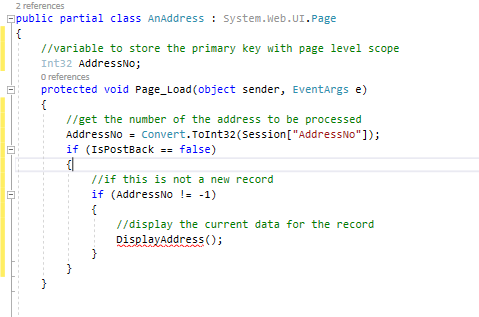 2 references
public partial class AnAddress : System.Web.UI.Page
{
//variable to store the primary key with page level scope
Int32 AddressNo;
0 references
protected void Page_Load(object sender, EventArgs e)
{
//get the number of the address to be processed
AddressNo = Convert.ToInt32(Session["AddressNo"]);
if (IsPostBack == false)
{
//if this is not a new record
if (AddressNo != -1)
{
//display the current data for the record
DisplayAddress();
}
}
}